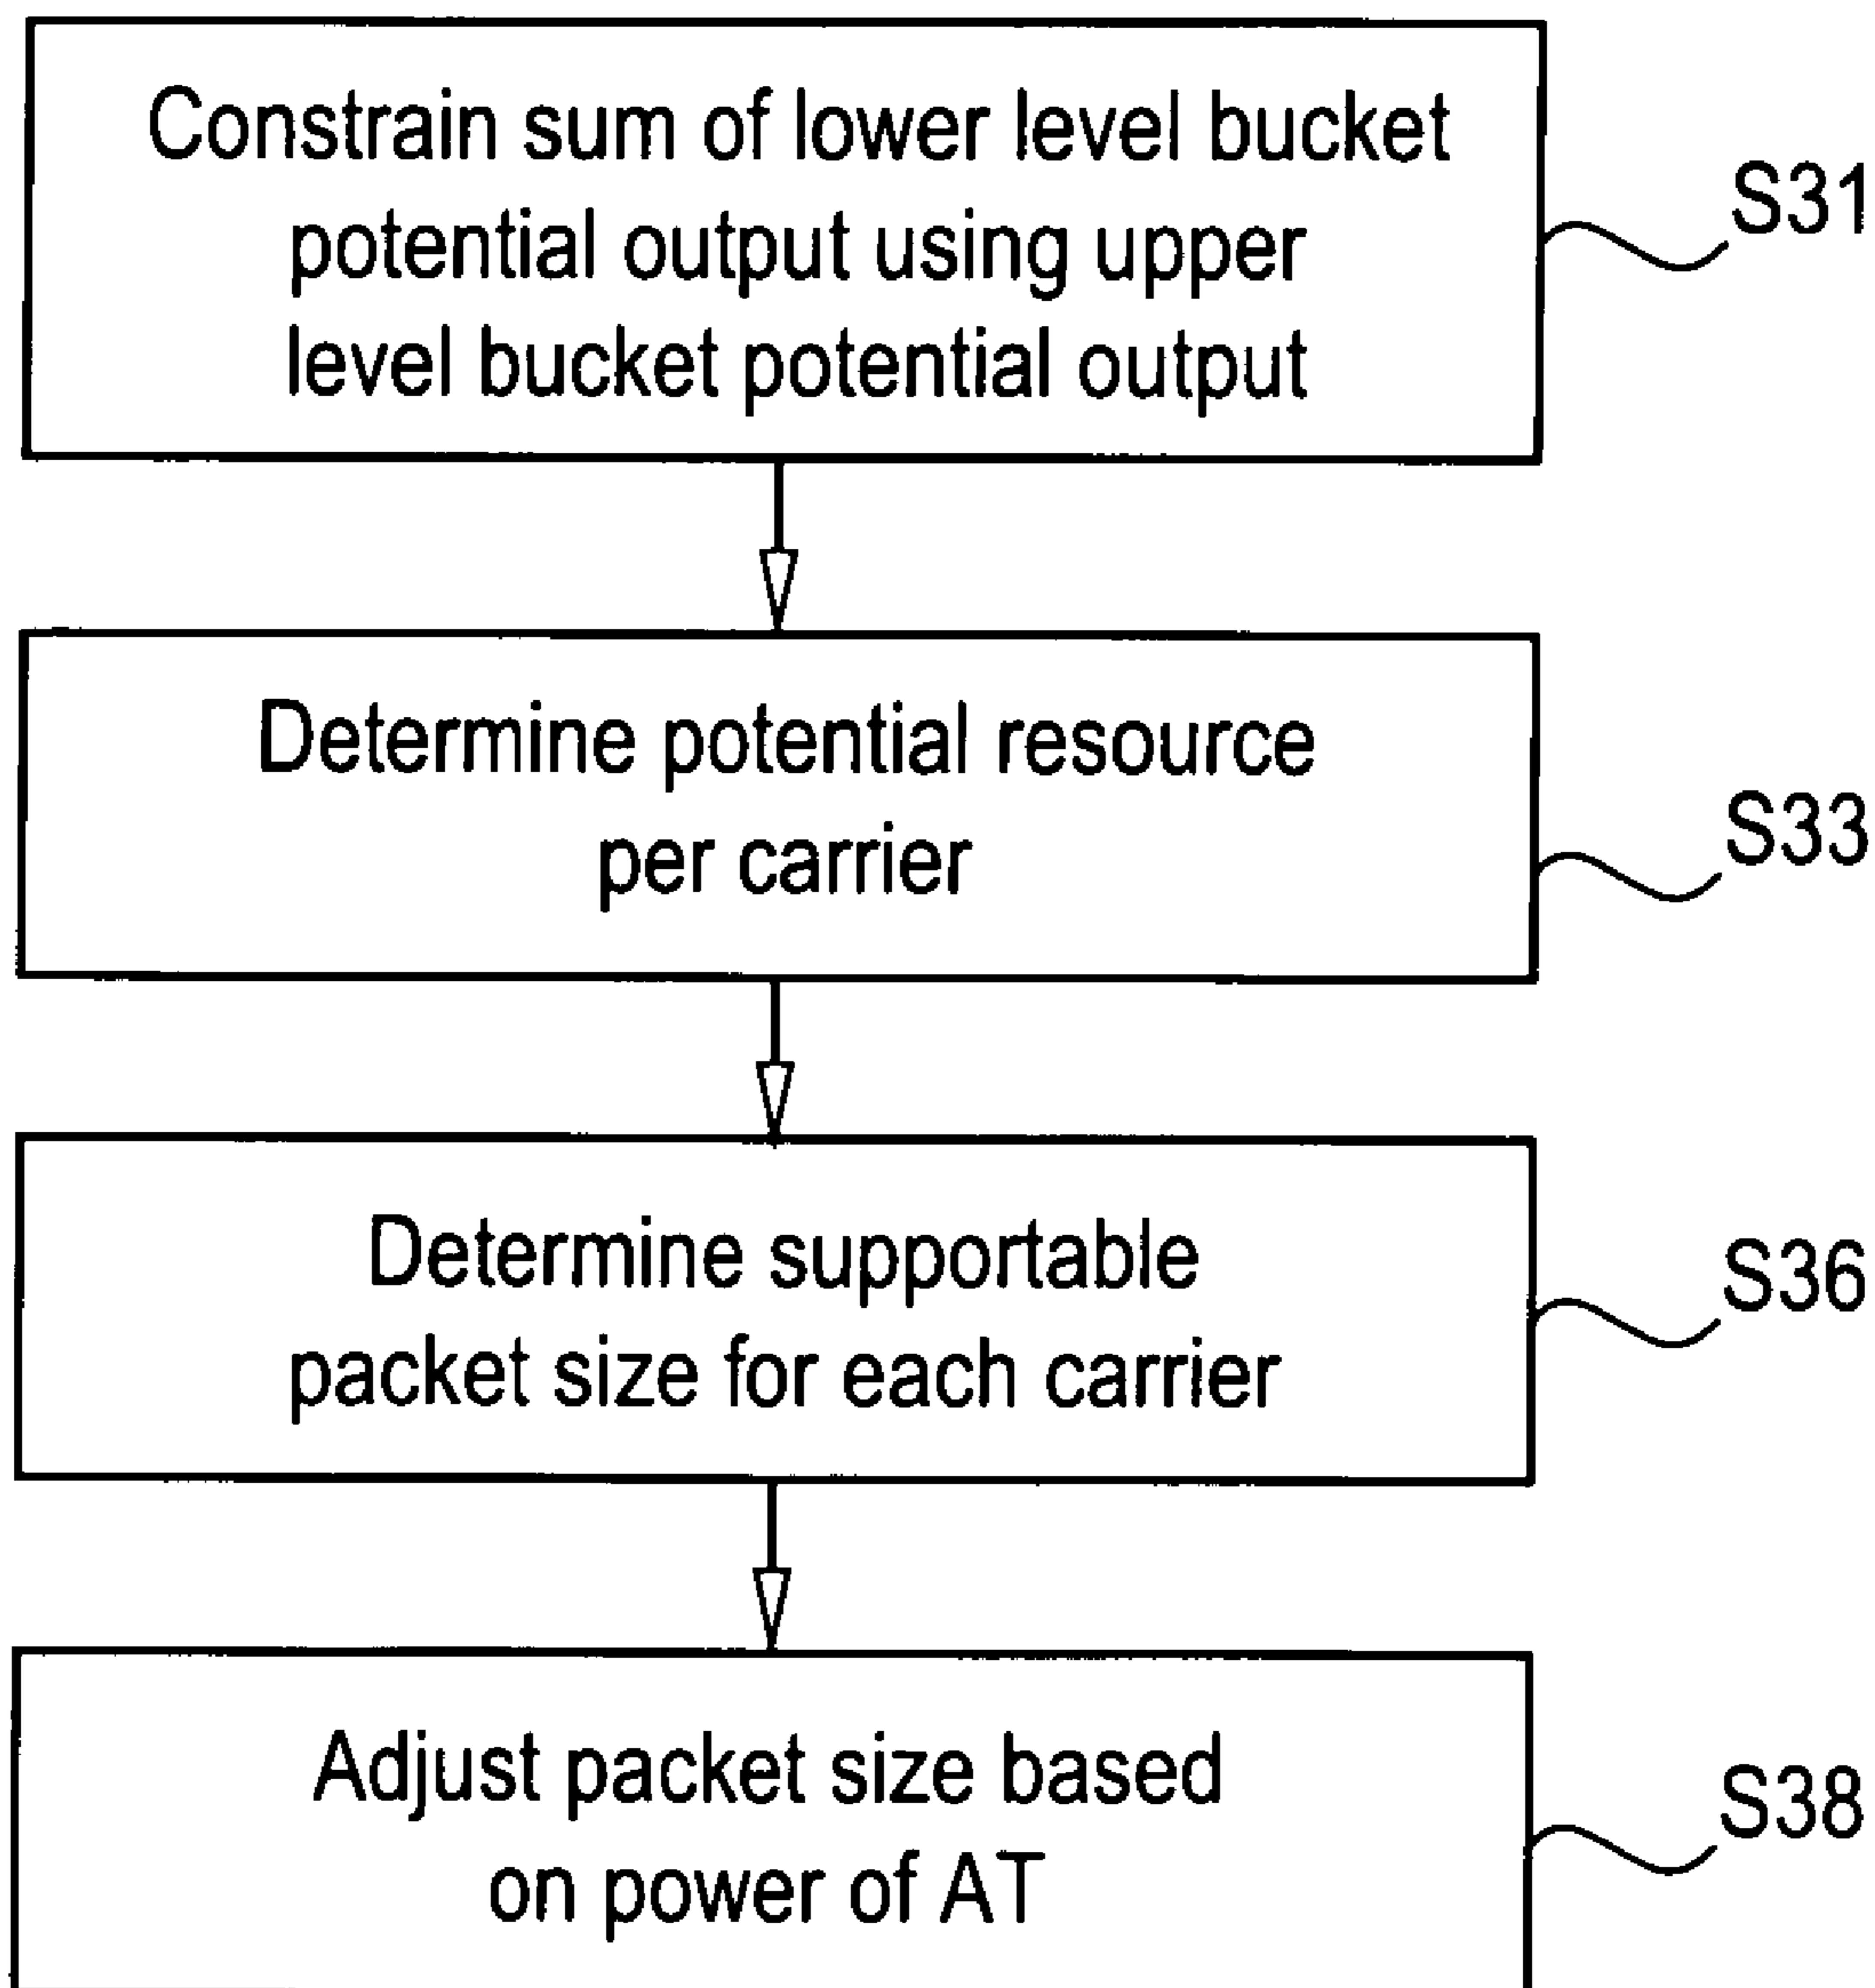 Constrain sum of lower level bucket
potential output using upper
level bucket potential output
S31
Determine potential resource
per carrier
S33
Determine supportable
packet size for each carrier
S36
Adjust packet size based
on power of AT
S38